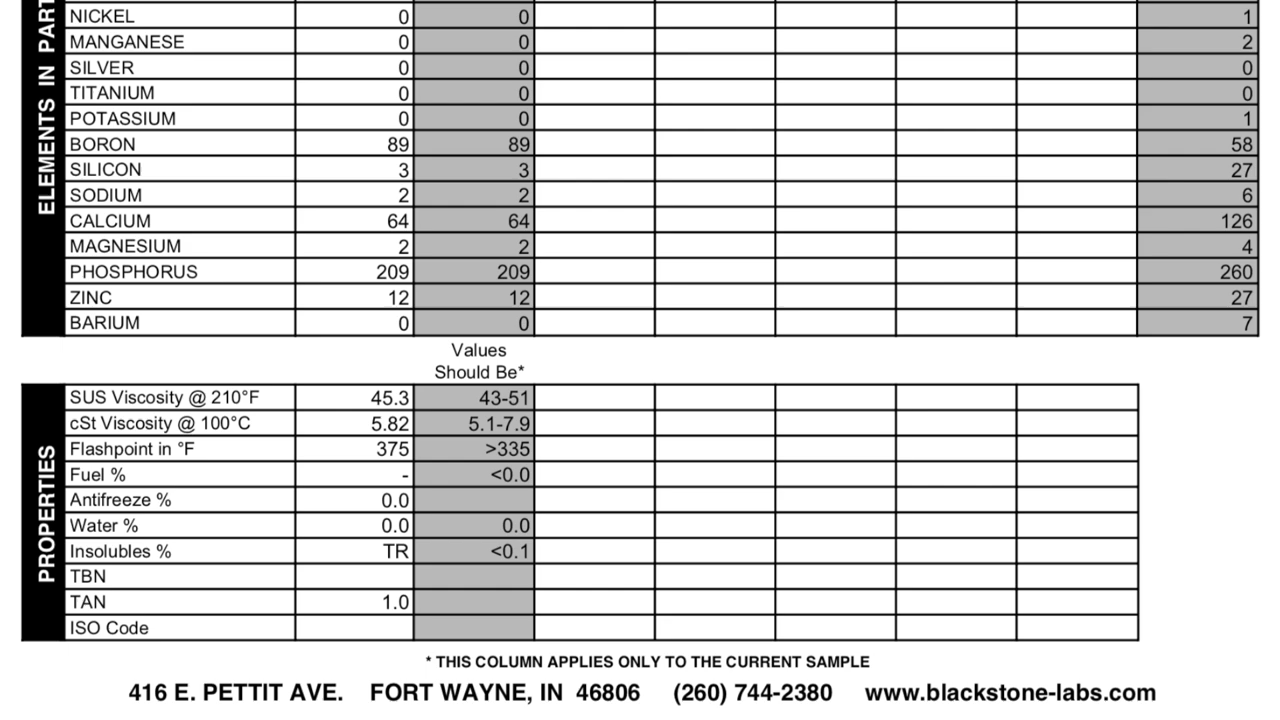 ELEMENTS IN PART
NICKEL 0 0 1
MANGANESE 0 0 2
SILVER 0 0 0
TITANIUM 0 0 0
POTASSIUM 0 0 1
BORON 89 89 58
SILICON 3 3 27
SODIUM 2 2 6
CALCIUM 64 64 126
MAGNESIUM 2 2 4
PHOSPHORUS 209 209 260
ZINC 12 12 27
BARIUM 0 0 7
Values
Should Be*
PROPERTIES
SUS Viscosity @ 210°F 45.3 43-51
cSt Viscosity @ 100°C 5.82 5.1-7.9
Flashpoint in °F 375 >335
Fuel % - <0.0
Antifreeze % 0.0
Water % 0.0 0.0
Insolubles % TR <0.1
TBN
TAN 1.0
ISO Code
* THIS COLUMN APPLIES ONLY TO THE CURRENT SAMPLE
416 E. PETTIT AVE. FORT WAYNE, IN 46806 (260) 744-2380 www.blackstone-labs.com